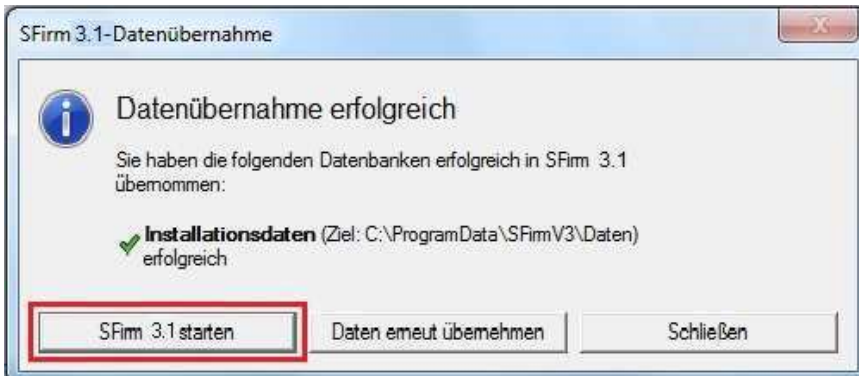 SFirm 3.1-Datenübernahme
Datenübernahme erfolgreich
Sie haben die folgenden Datenbanken erfolgreich in SFirm 3.1
übernommen:
Installationsdaten (Ziel: C:\ProgramData\SFirmV3\Daten)
erfolgreich
SFirm 3.1 starten
Daten erneut übernehmen
Schließen